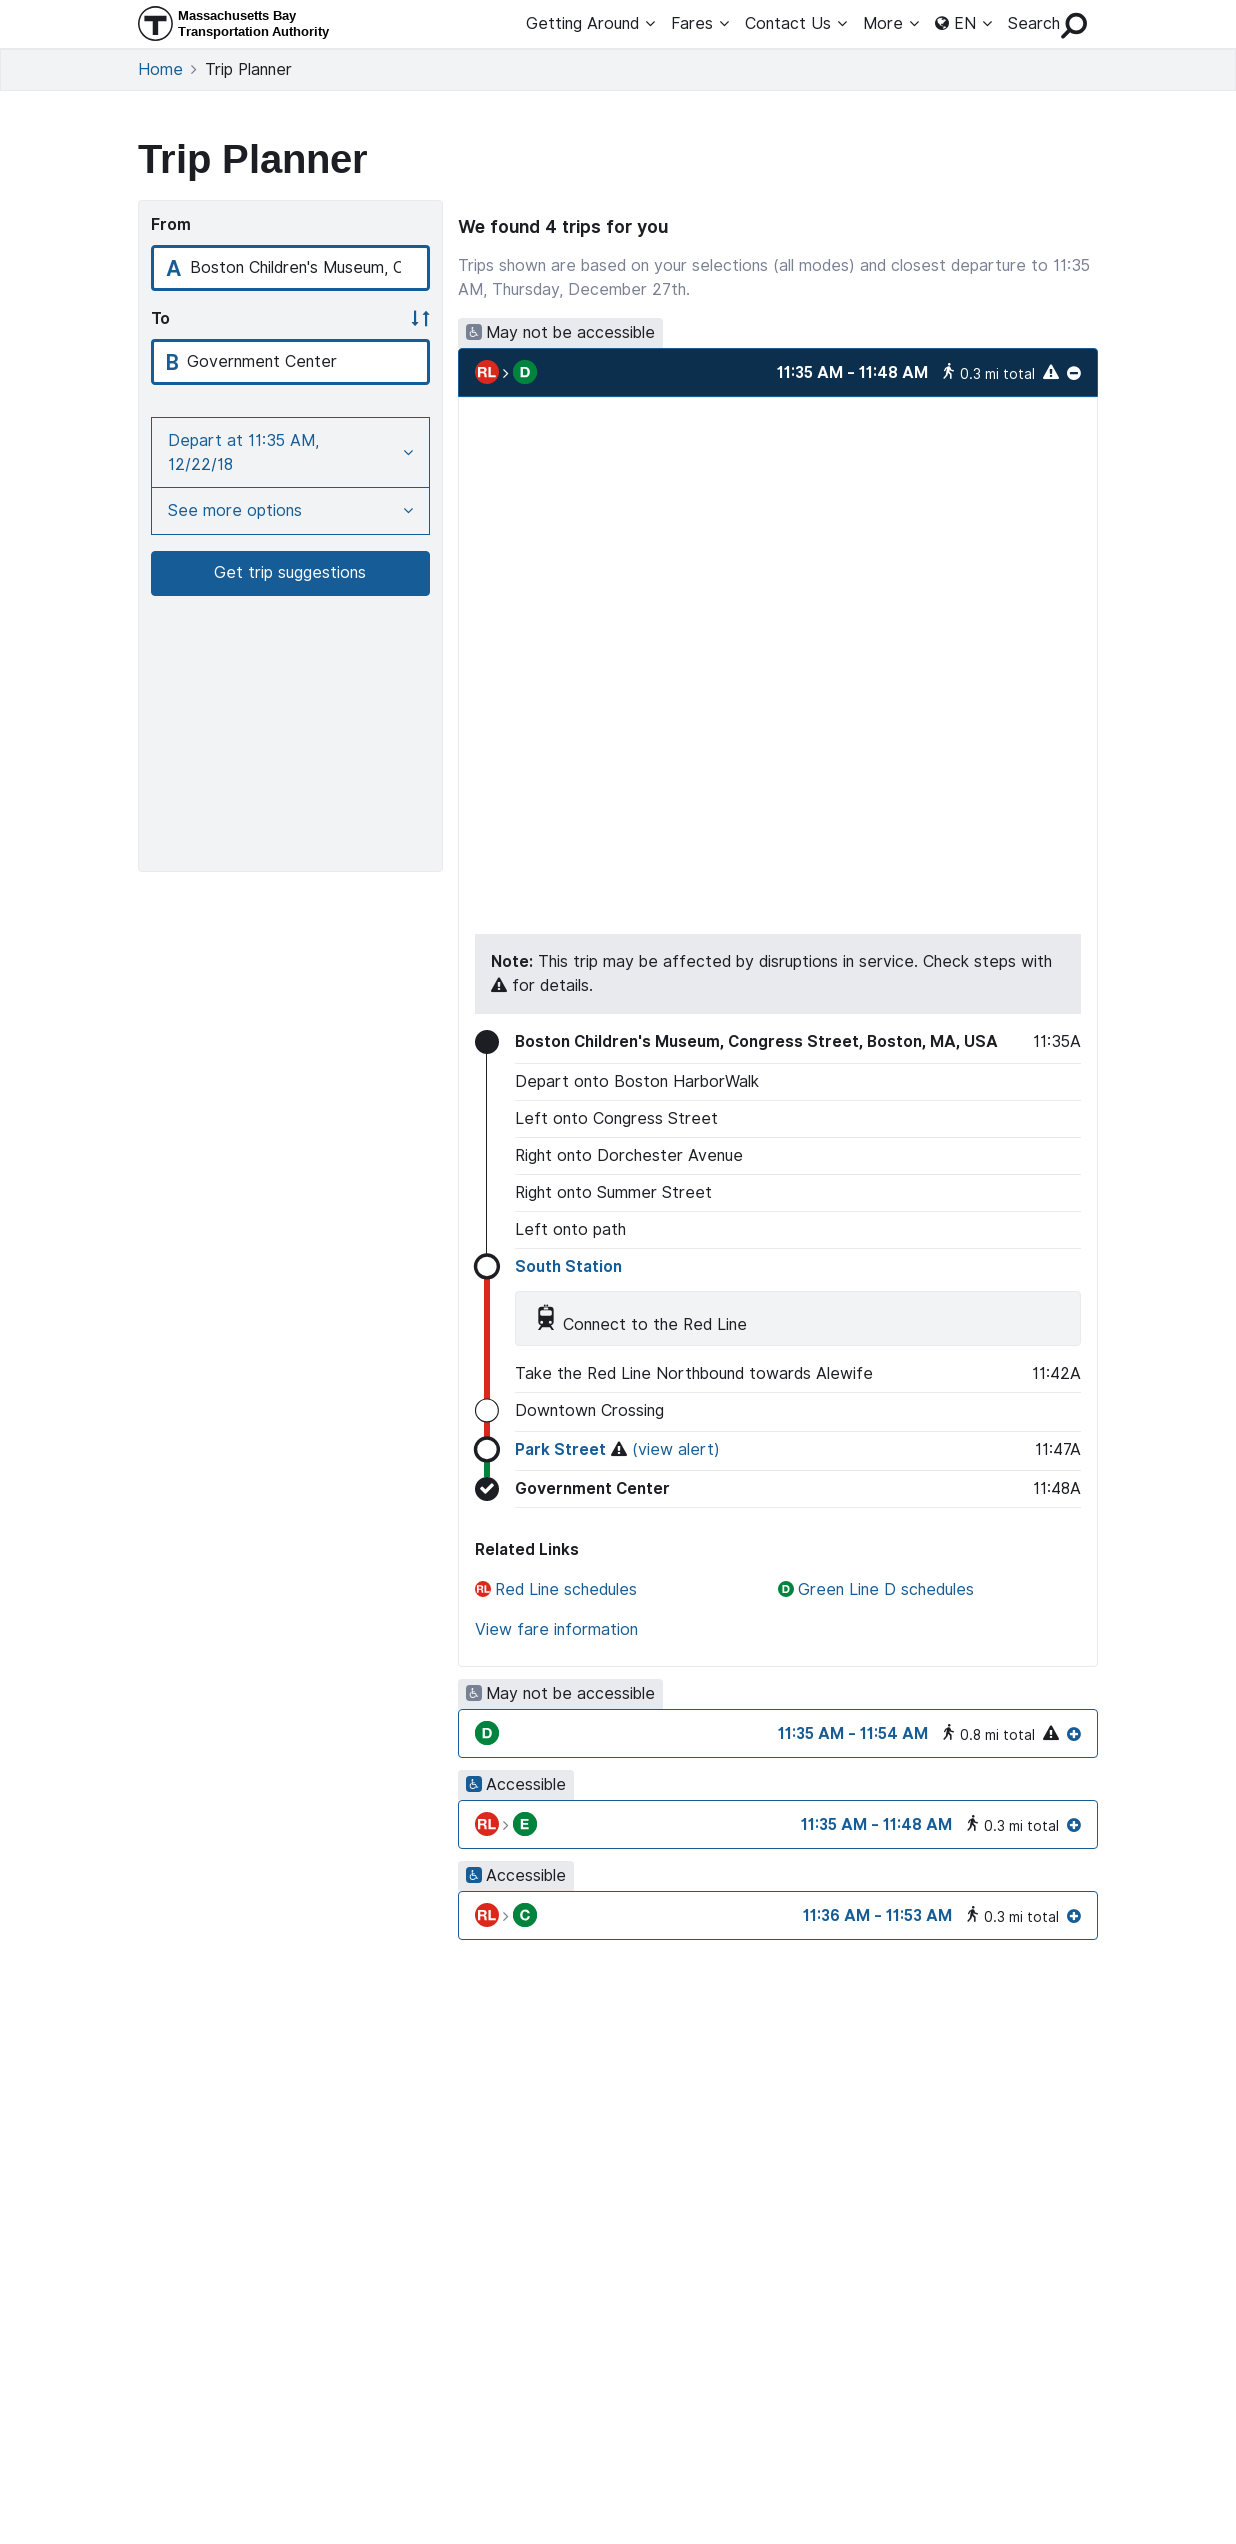 Massachusetts Bay
Transportation Authority
Getting Around
Fares
Contact Us
More
EN
Search
Home
Trip Planner
Trip Planner
From
A Boston Children's Museum, C
To
B Government Center
Depart at 11:35 AM,
12/22/18
See more options
Get trip suggestions
We found 4 trips for you
Trips shown are based on your selections (all modes) and closest departure to 11:35
AM, Thursday, December 27th.
May not be accessible
RL > D 11:35 AM - 11:48 AM 0.3 mi total
Note: This trip may be affected by disruptions in service. Check steps with
for details.
Boston Children's Museum, Congress Street, Boston, MA, USA 11:35A
Depart onto Boston HarborWalk
Left onto Congress Street
Right onto Dorchester Avenue
Right onto Summer Street
Left onto path
South Station
Connect to the Red Line
Take the Red Line Northbound towards Alewife 11:42A
Downtown Crossing
Park Street (view alert) 11:47A
Government Center 11:48A
Related Links
RL Red Line schedules
D Green Line D schedules
View fare information
May not be accessible
D 11:35 AM - 11:54 AM 0.8 mi total
Accessible
RL > E 11:35 AM - 11:48 AM 0.3 mi total
Accessible
RL > C 11:36 AM - 11:53 AM 0.3 mi total